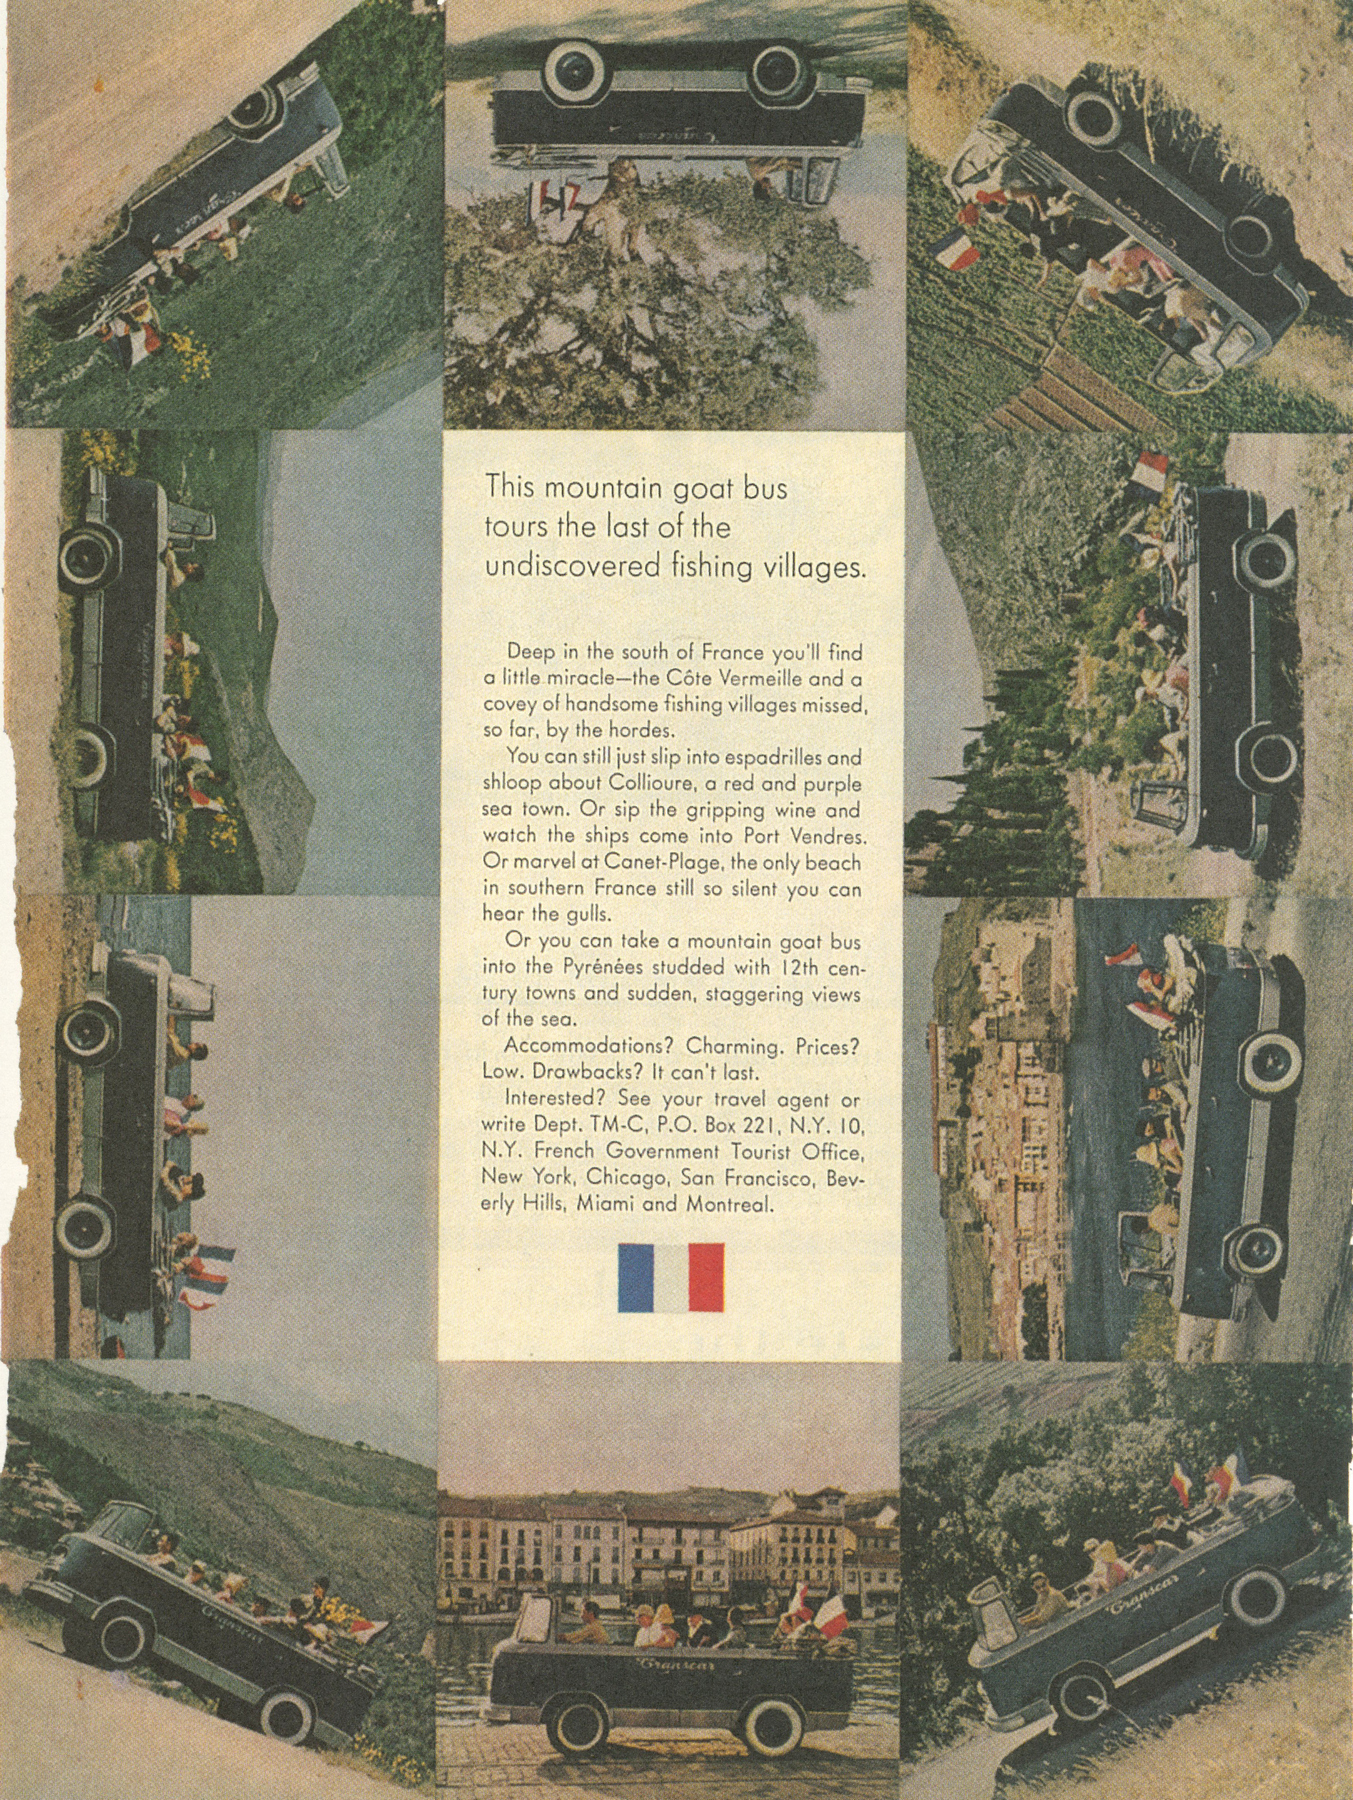 This mountain goat bus
tours the last of the
undiscovered fishing villages.
Deep in the south of France you'll find
a little miracle—the Côte Vermeille and a
covey of handsome fishing villages missed,
so far, by the hordes.
You can still just slip into espadrilles and
shloop about Collioure, a red and purple
sea town. Or sip the gripping wine and
watch the ships come into Port Vendres.
Or marvel at Canet-Plage, the only beach
in southern France still so silent you can
hear the gulls.
Or you can take a mountain goat bus
into the Pyrénées studded with 12th cen-
tury towns and sudden, staggering views
of the sea.
Accommodations? Charming. Prices?
Low. Drawbacks? It can't last.
Interested? See your travel agent or
write Dept. TM-C, P.O. Box 221, N.Y. 10,
N.Y. French Government Tourist Office,
New York, Chicago, San Francisco, Bev-
erly Hills, Miami and Montreal.
Transcar
Transcar
Transcar